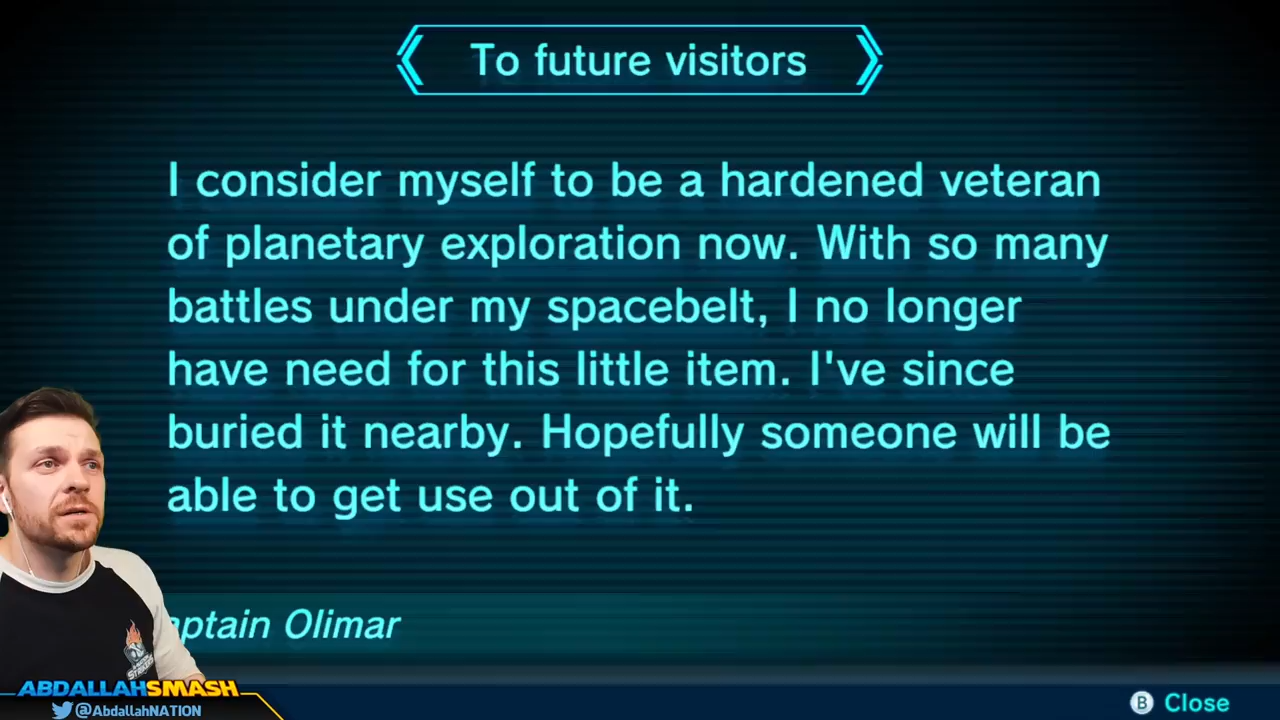 To future visitors
I consider myself to be a hardened veteran
of planetary exploration now. With so many
battles under my spacebelt, I no longer
have need for this little item. I've since
buried it nearby. Hopefully someone will be
able to get use out of it.
aptain Olimar
ABDALLAHSMASH
@AbdallahNATION
B Close